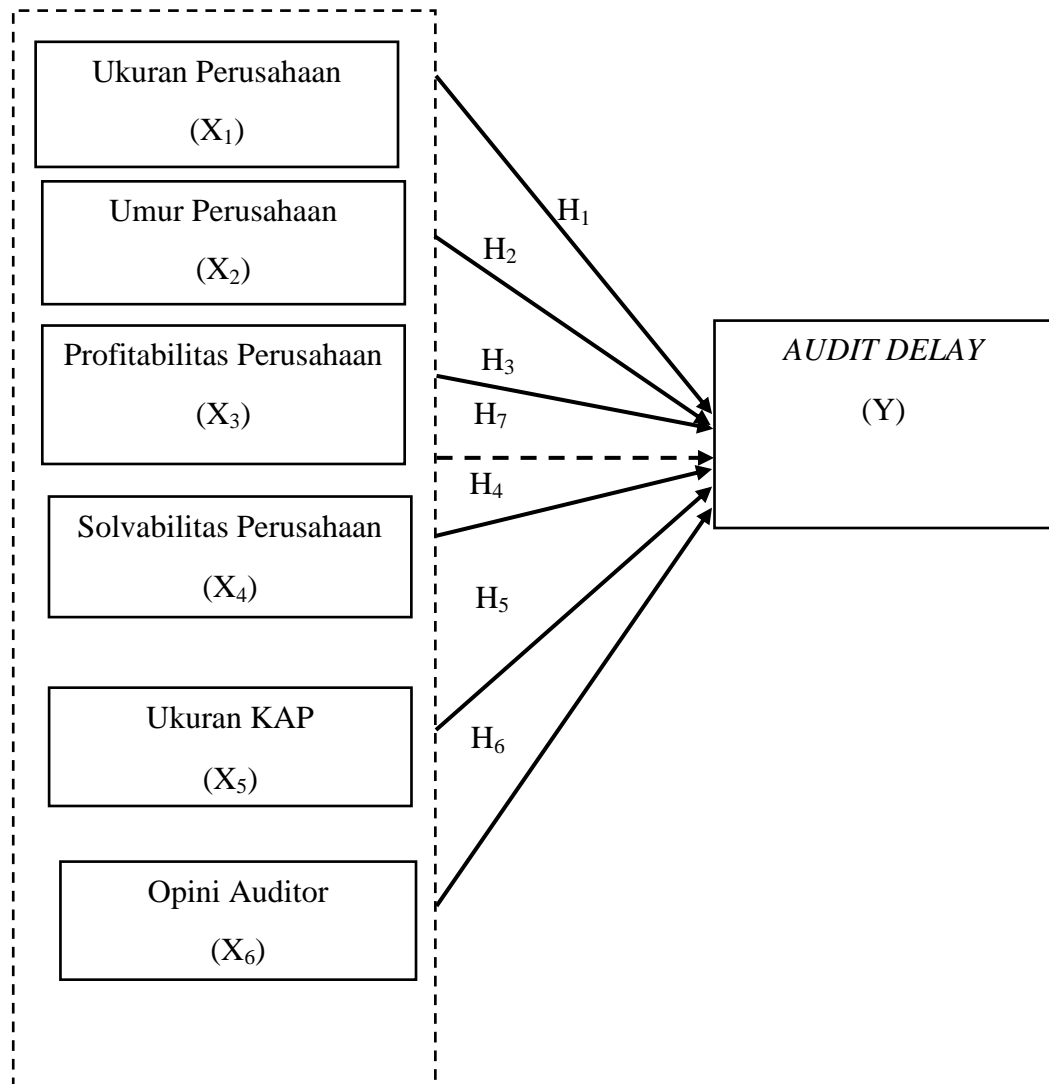 Ukuran Perusahaan
(X₁)
Umur Perusahaan
(X₂)
Profitabilitas Perusahaan
(X₃)
Solvabilitas Perusahaan
(X₄)
Ukuran KAP
(X₅)
Opini Auditor
(X₆)
H₁
H₂
H₃
H₇
H₄
H₅
H₆
AUDIT DELAY
(Y)